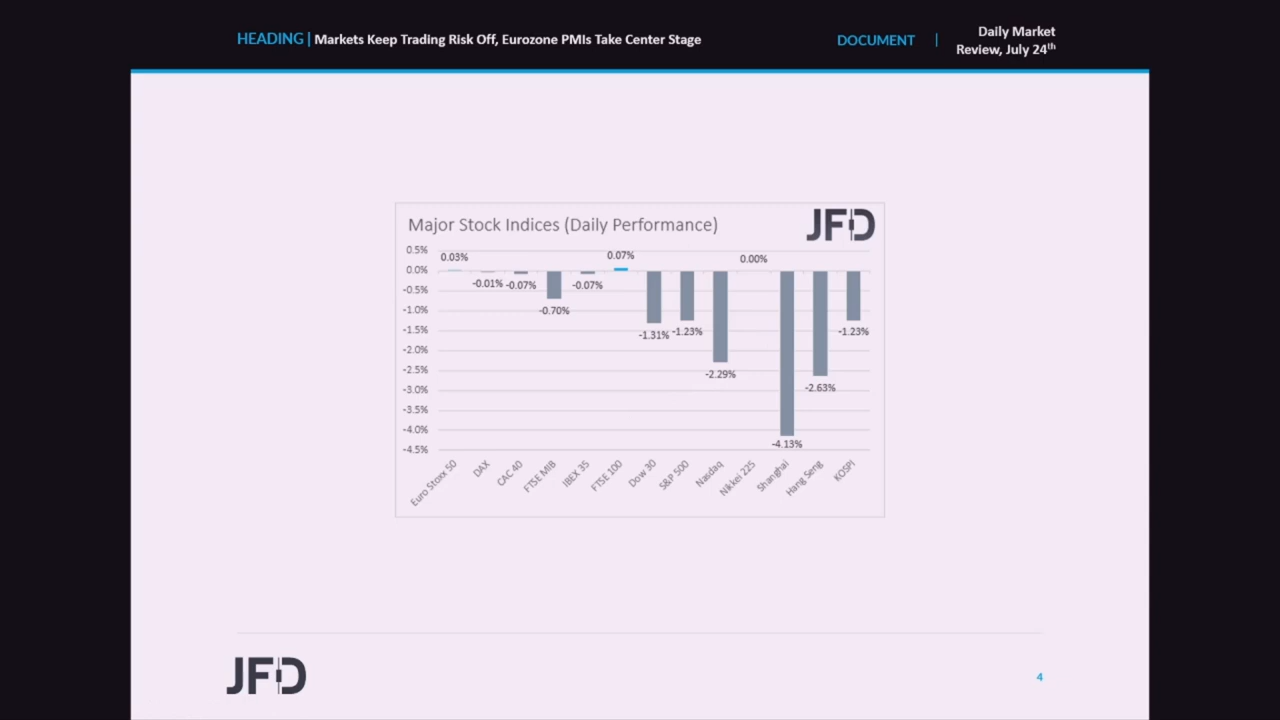 HEADING | Markets Keep Trading Risk Off, Eurozone PMIs Take Center Stage
DOCUMENT |
Daily Market
Review, July 24th
Major Stock Indices (Daily Performance)
JFD
0.5%
0.0%
-0.5%
-1.0%
-1.5%
-2.0%
-2.5%
-3.0%
-3.5%
-4.0%
-4.5%
0.03%
-0.01%
-0.07%
-0.70%
-0.07%
0.07%
-1.31%
-1.23%
-2.29%
0.00%
-4.13%
-2.63%
-1.23%
Euro Stoxx 50
DAX
CAC 40
FTSE MIB
IBEX 35
FTSE 100
Dow 30
S&P 500
Nasdaq
Nikkei 225
Shanghai
Hang Seng
KOSPI
JFD
4